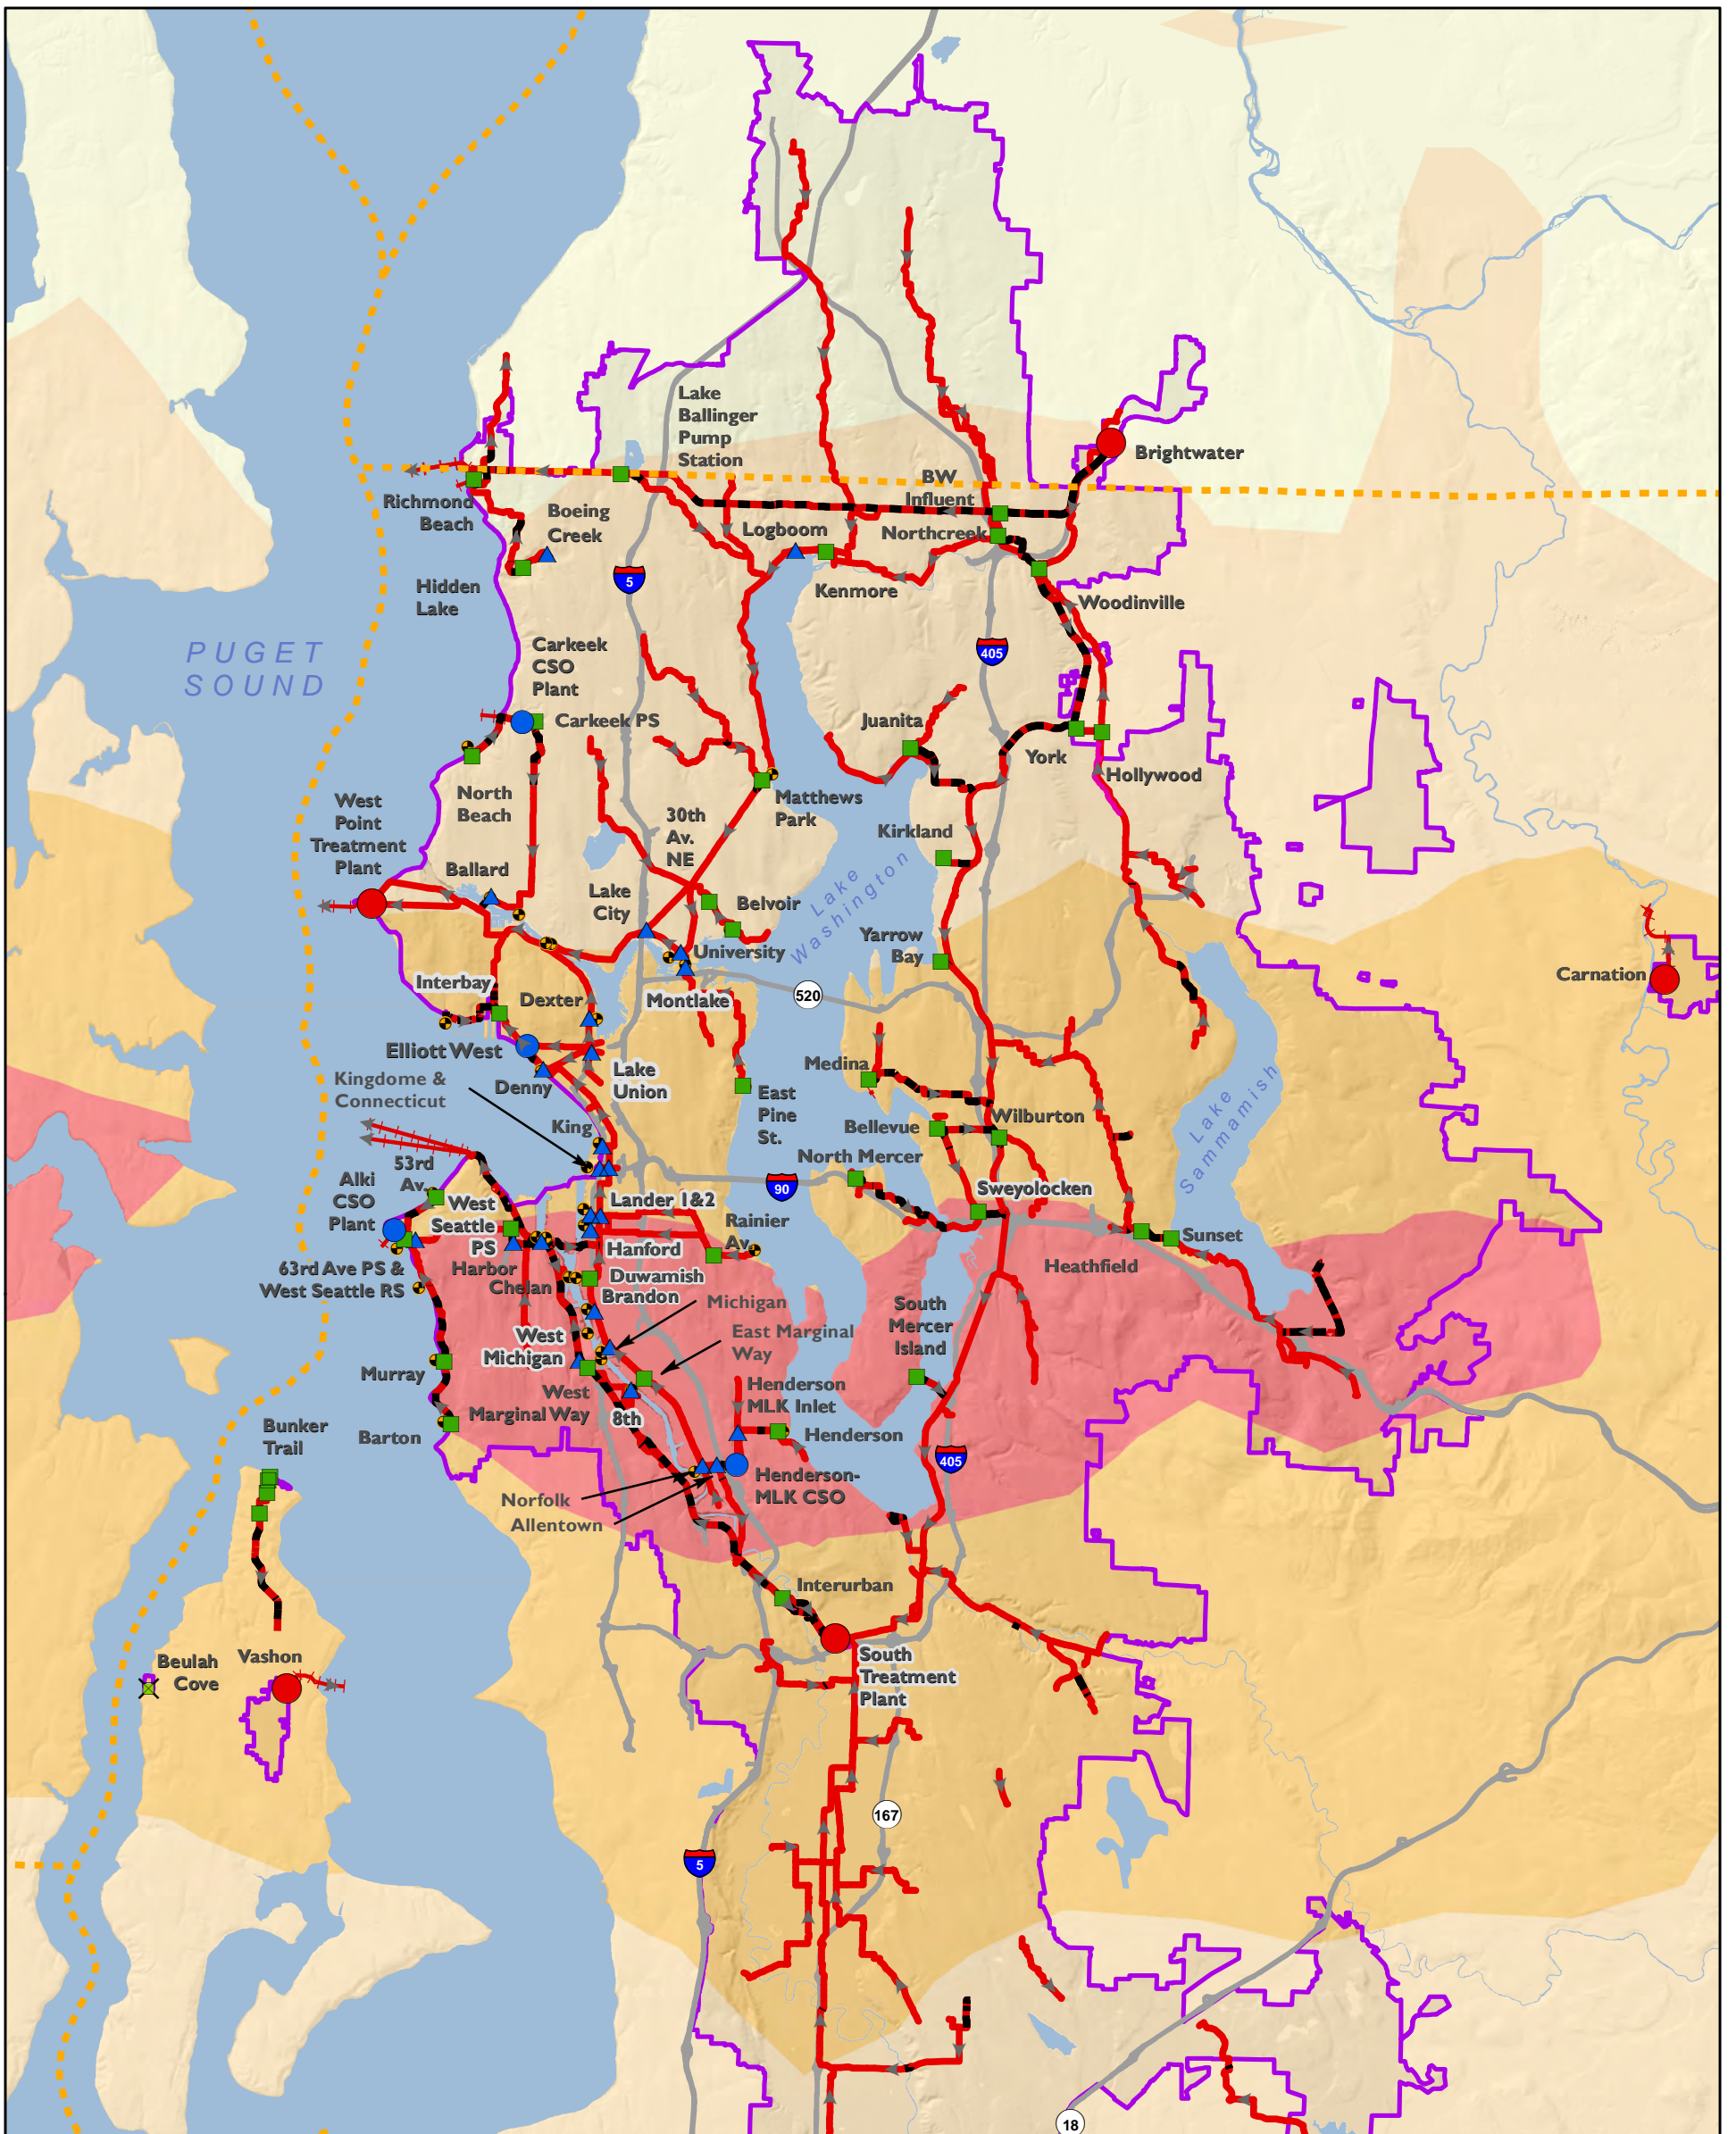 Lake
Ballinger
Pump
Station
Brightwater
BW
Influent
Richmond
Beach
Boeing
Creek
Logboom
Northcreek
5
Hidden
Lake
Kenmore
Woodinville
PUGET
SOUND
405
Carkeek
CSO
Plant
Carkeek PS
Juanita
York
Hollywood
North
Beach
Matthews
Park
West
Point
Treatment
Plant
30th
Av.
NE
Kirkland
Ballard
Lake
City
Belvoir
Lake
Washington
Yarrow
Bay
University
Carnation
Interbay
Dexter
Montlake
520
Elliott West
Denny
Lake
Union
Medina
Kingdome &
Connecticut
East
Pine
St.
King
Bellevue
Wilburton
Lake
Sammamish
North Mercer
90
53rd
Av.
Alki
CSO
Plant
West
Seattle
PS
Lander 1&2
Rainier
Av.
Sweyolocken
Sunset
Hanford
Heathfield
63rd Ave PS &
West Seattle RS
Harbor
Chelan
Duwamish
Brandon
Michigan
South
Mercer
Island
East Marginal
Way
West
Michigan
Murray
West
Marginal Way
8th
Henderson
MLK Inlet
Henderson
Barton
Bunker
Trail
405
Henderson-
MLK CSO
Norfolk
Allentown
Interurban
Beulah
Cove
Vashon
South
Treatment
Plant
167
5
18